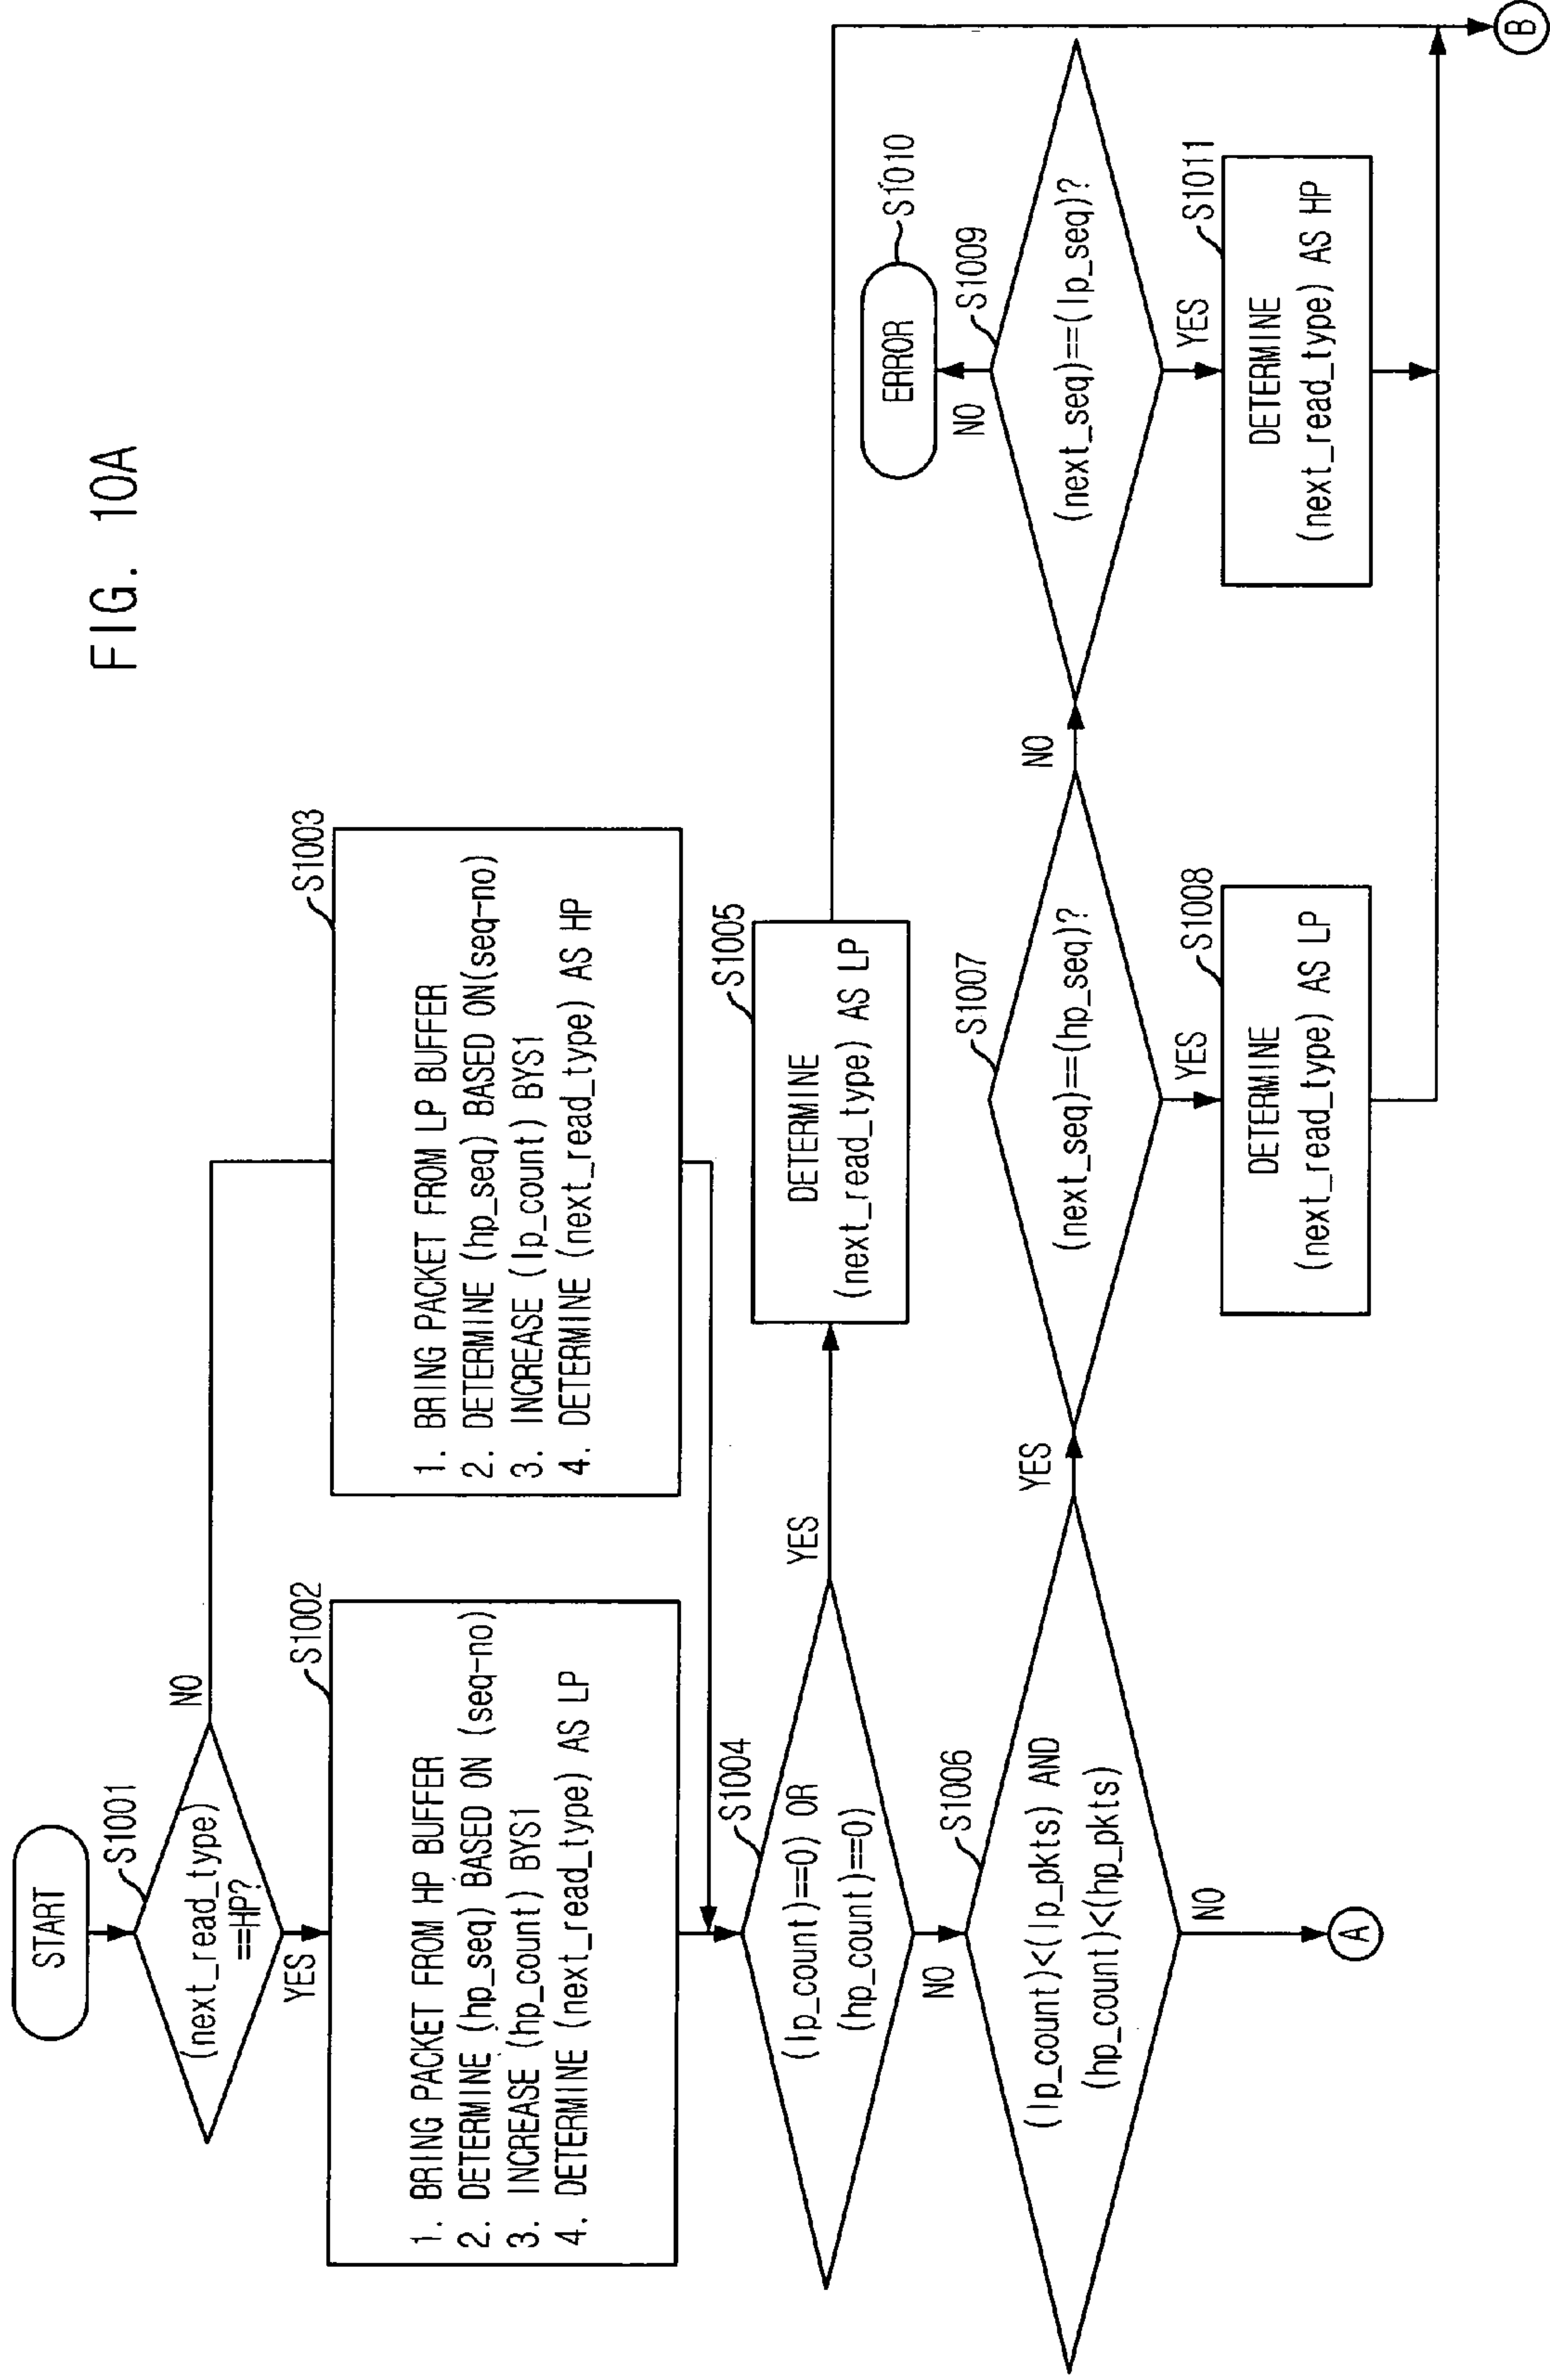 FIG. 10A
START
S1001
(next_read_type)
==HP?
NO
YES
S1002
1. BRING PACKET FROM HP BUFFER
2. DETERMINE (hp_seq) BASED ON (seq-no)
3. INCREASE (hp_count) BYS1
4. DETERMINE (next_read_type) AS LP
S1003
1. BRING PACKET FROM LP BUFFER
2. DETERMINE (hp_seq) BASED ON(seq-no)
3. INCREASE (lp_count) BYS1
4. DETERMINE (next_read_type) AS HP
S1004
(lp_count)==0) OR
(hp_count)==0)
YES
NO
S1005
DETERMINE
(next_read_type) AS LP
S1006
(lp_count)<(lp_pkts) AND
(hp_count)<(hp_pkts)
YES
NO
A
S1007
(next_seq)==(hp_seq)?
NO
YES
S1008
DETERMINE
(next_read_type) AS LP
S1009
(next_seq)==(lp_seq)?
NO
YES
ERROR
S1010
S1011
DETERMINE
(next_read_type) AS HP
B